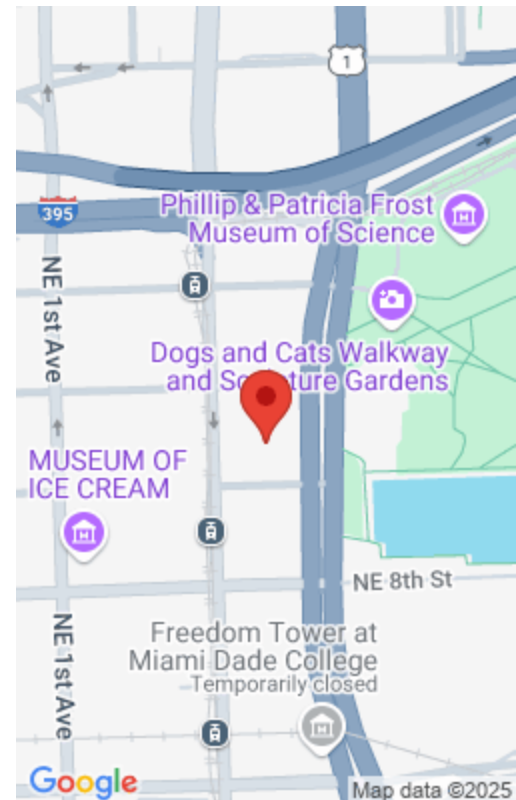 1
395
Phillip & Patricia Frost
Museum of Science
NE 1st Ave
Dogs and Cats Walkway
and Sculpture Gardens
MUSEUM OF
ICE CREAM
NE 8th St
NE 1st Ave
Freedom Tower at
Miami Dade College
Temporarily closed
Google
Map data ©2025